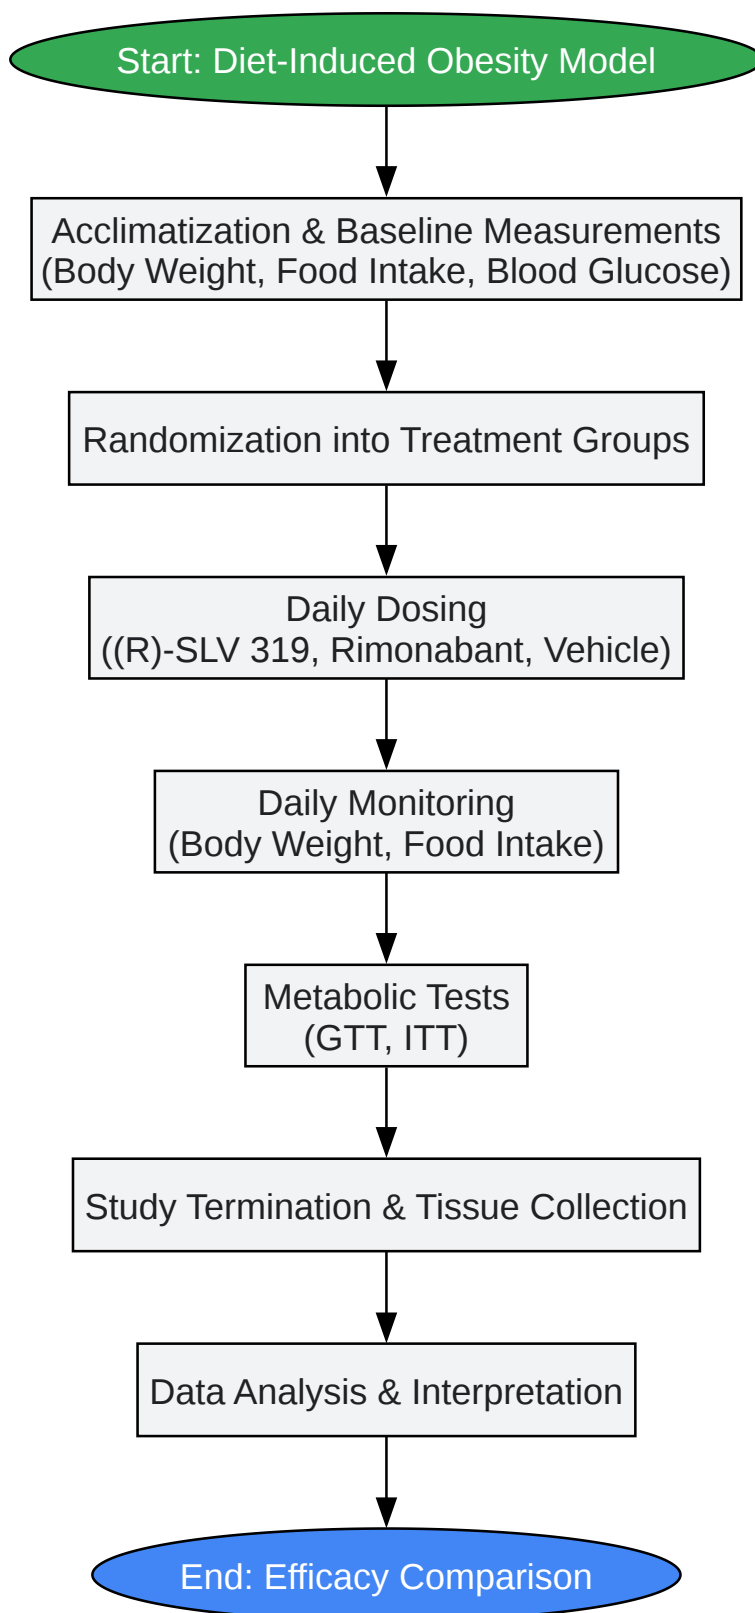 Start: Diet-Induced Obesity Model
Acclimatization & Baseline Measurements
(Body Weight, Food Intake, Blood Glucose)
Randomization into Treatment Groups
Daily Dosing
((R)-SLV 319, Rimonabant, Vehicle)
Daily Monitoring
(Body Weight, Food Intake)
Metabolic Tests
(GTT, ITT)
Study Termination & Tissue Collection
Data Analysis & Interpretation
End: Efficacy Comparison